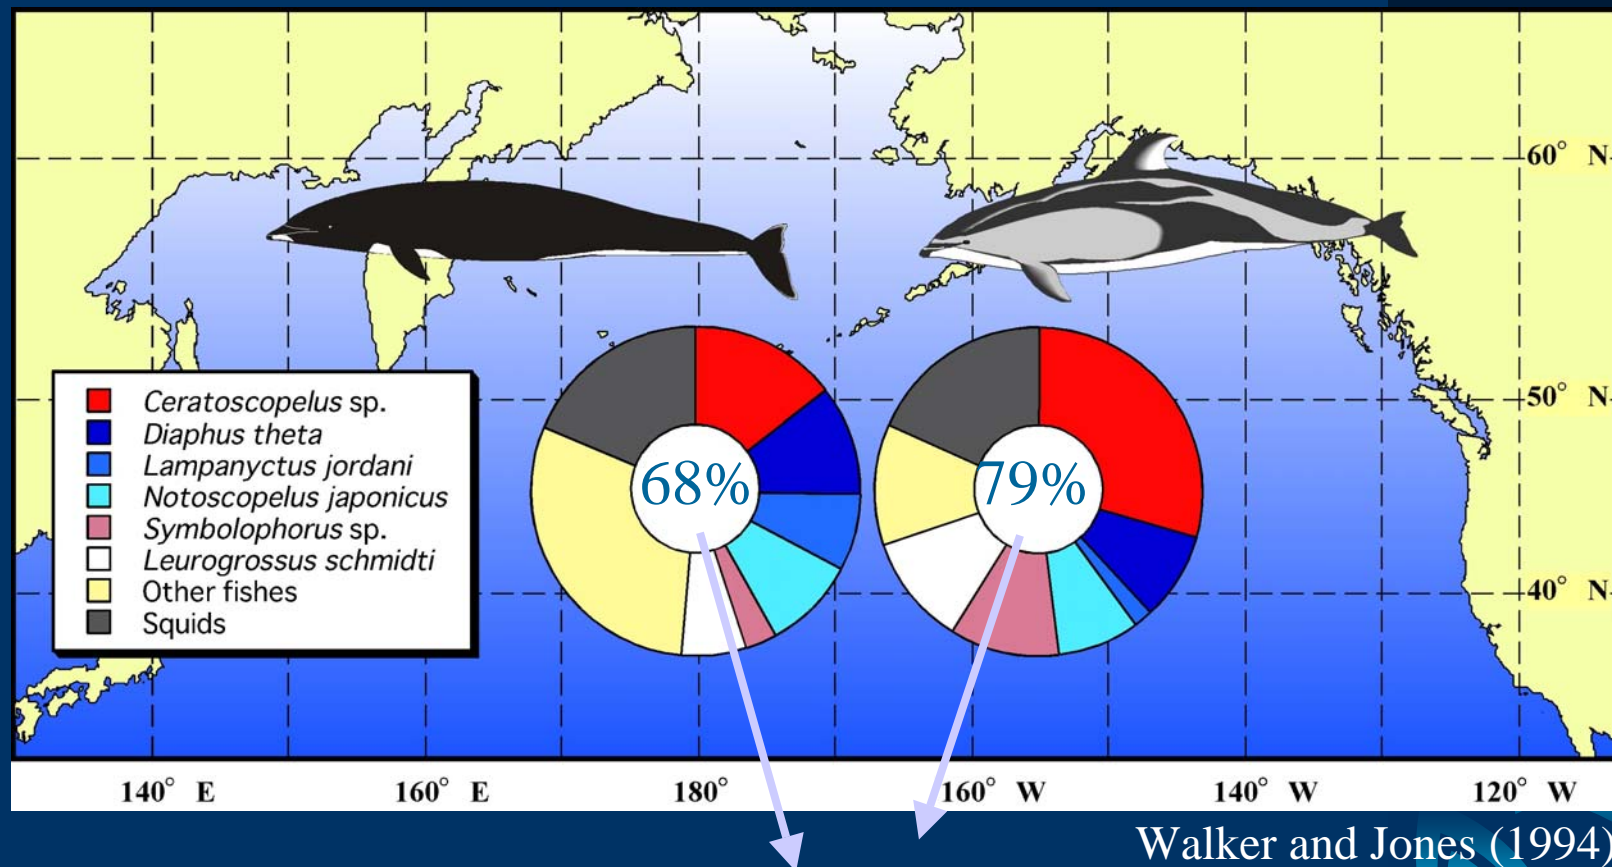 60° N
50° N
40° N
Ceratoscopelus sp.
Diaphus theta
Lampanyctus jordani
Notoscopelus japonicus
Symbolophorus sp.
Leurogrossus schmidti
Other fishes
Squids
68%
79%
140° E
160° E
180°
160° W
140° W
120° W
Walker and Jones (1994)